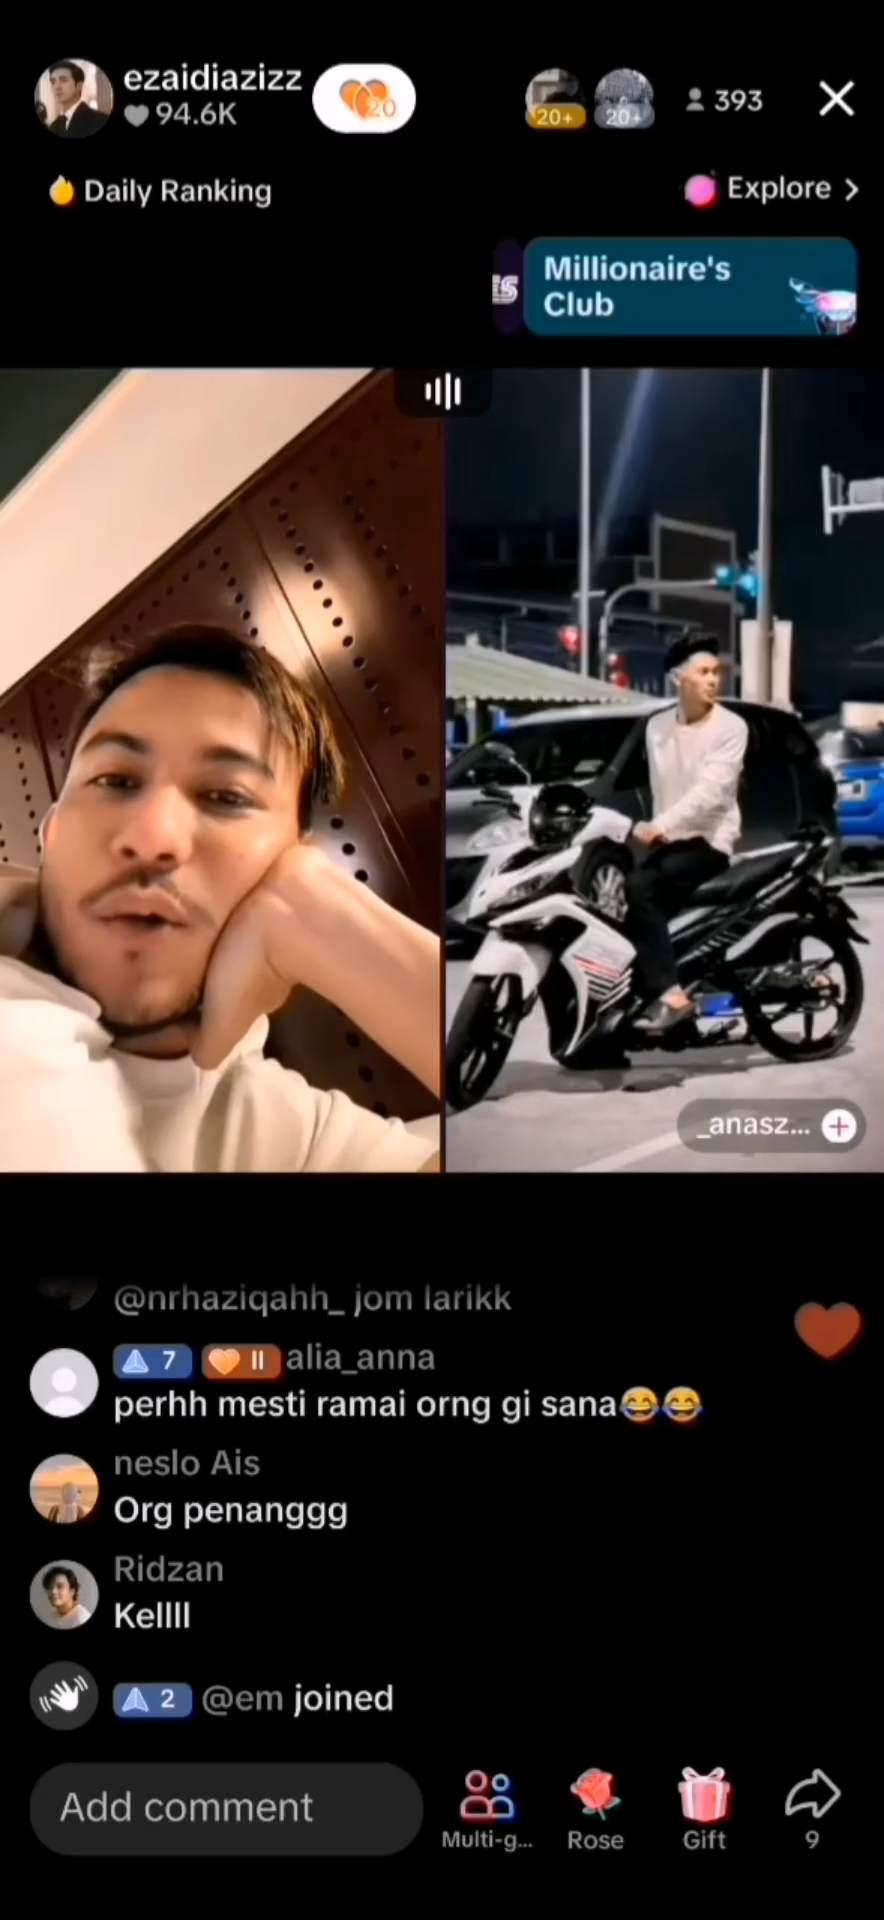 ezaidiazizz
94.6K
20
20+
20+
393
Daily Ranking
Explore
ES
Millionaire's
Club
_anasz...
@nrhaziqahh_ jom larikk
7
II
alia_anna
perhh mesti ramai orng gi sana😂😂
neslo Ais
Org penanggg
Ridzan
Kellll
2 @em joined
Add comment
Multi-g...
Rose
Gift
9